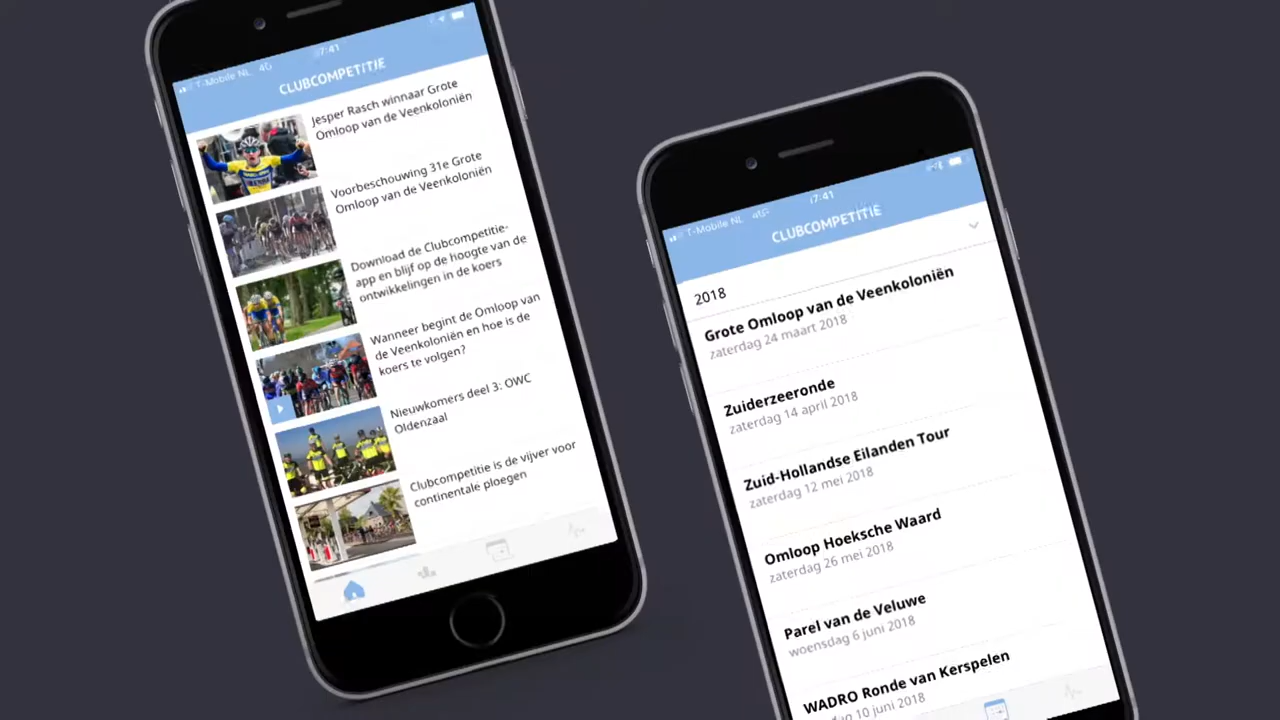 T-Mobile NL 4G
17:41
CLUBCOMPETITIE
Jesper Rasch winnaar Grote
Omloop van de Veenkoloniën
Voorbeschouwing 31e Grote
Omloop van de Veenkoloniën
Download de Clubcompetitie-
app en blijf op de hoogte van de
ontwikkelingen in de koers
Wanneer begint de Omloop van
de Veenkoloniën en hoe is de
koers te volgen?
Nieuwkomers deel 3: OWC
Oldenzaal
Clubcompetitie is de vijver voor
continentale ploegen
T-Mobile NL 4G
17:41
CLUBCOMPETITIE
2018
Grote Omloop van de Veenkoloniën
zaterdag 24 maart 2018
Zuiderzeeronde
zaterdag 14 april 2018
Zuid-Hollandse Eilanden Tour
zaterdag 12 mei 2018
Omloop Hoeksche Waard
zaterdag 26 mei 2018
Parel van de Veluwe
woensdag 6 juni 2018
WADRO Ronde van Kerspelen
10 juni 2018